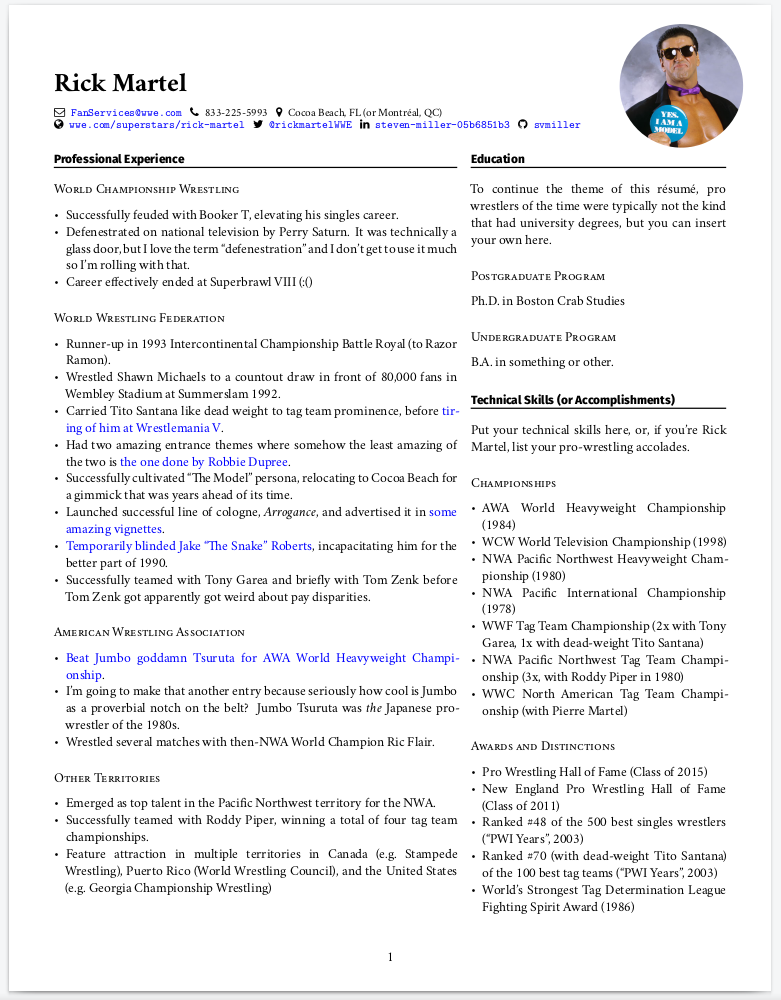 Rick Martel
FanServices@wwe.com 833-225-5993 Cocoa Beach, FL (or Montréal, QC)
wwe.com/superstars/rick-martel @rickmartelWWE steven-miller-05b6851b3 svmiller
YES.
I AM A
MODEL
Professional Experience
World Championship Wrestling
• Successfully feuded with Booker T, elevating his singles career.
• Defenestrated on national television by Perry Saturn. It was technically a
glass door, but I love the term “defenestration” and I don’t get to use it much
so I’m rolling with that.
• Career effectively ended at Superbrawl VIII (:()
World Wrestling Federation
• Runner-up in 1993 Intercontinental Championship Battle Royal (to Razor
Ramon).
• Wrestled Shawn Michaels to a countout draw in front of 80,000 fans in
Wembley Stadium at Summerslam 1992.
• Carried Tito Santana like dead weight to tag team prominence, before tir-
ing of him at Wrestlemania V.
• Had two amazing entrance themes where somehow the least amazing of
the two is the one done by Robbie Dupree.
• Successfully cultivated “The Model” persona, relocating to Cocoa Beach for
a gimmick that was years ahead of its time.
• Launched successful line of cologne, Arrogance, and advertised it in some
amazing vignettes.
• Temporarily blinded Jake “The Snake” Roberts, incapacitating him for the
better part of 1990.
• Successfully teamed with Tony Garea and briefly with Tom Zenk before
Tom Zenk got apparently got weird about pay disparities.
American Wrestling Association
• Beat Jumbo goddamn Tsuruta for AWA World Heavyweight Champi-
onship.
• I’m going to make that another entry because seriously how cool is Jumbo
as a proverbial notch on the belt? Jumbo Tsuruta was the Japanese pro-
wrestler of the 1980s.
• Wrestled several matches with then-NWA World Champion Ric Flair.
Other Territories
• Emerged as top talent in the Pacific Northwest territory for the NWA.
• Successfully teamed with Roddy Piper, winning a total of four tag team
championships.
• Feature attraction in multiple territories in Canada (e.g. Stampede
Wrestling), Puerto Rico (World Wrestling Council), and the United States
(e.g. Georgia Championship Wrestling)
Education
To continue the theme of this résumé, pro
wrestlers of the time were typically not the kind
that had university degrees, but you can insert
your own here.
Postgraduate Program
Ph.D. in Boston Crab Studies
Undergraduate Program
B.A. in something or other.
Technical Skills (or Accomplishments)
Put your technical skills here, or, if you’re Rick
Martel, list your pro-wrestling accolades.
Championships
• AWA World Heavyweight Championship
(1984)
• WCW World Television Championship (1998)
• NWA Pacific Northwest Heavyweight Cham-
pionship (1980)
• NWA Pacific International Championship
(1978)
• WWF Tag Team Championship (2x with Tony
Garea, 1x with dead-weight Tito Santana)
• NWA Pacific Northwest Tag Team Champi-
onship (3x, with Roddy Piper in 1980)
• WWC North American Tag Team Champi-
onship (with Pierre Martel)
Awards and Distinctions
• Pro Wrestling Hall of Fame (Class of 2015)
• New England Pro Wrestling Hall of Fame
(Class of 2011)
• Ranked #48 of the 500 best singles wrestlers
(“PWI Years”, 2003)
• Ranked #70 (with dead-weight Tito Santana)
of the 100 best tag teams (“PWI Years”, 2003)
• World’s Strongest Tag Determination League
Fighting Spirit Award (1986)
1